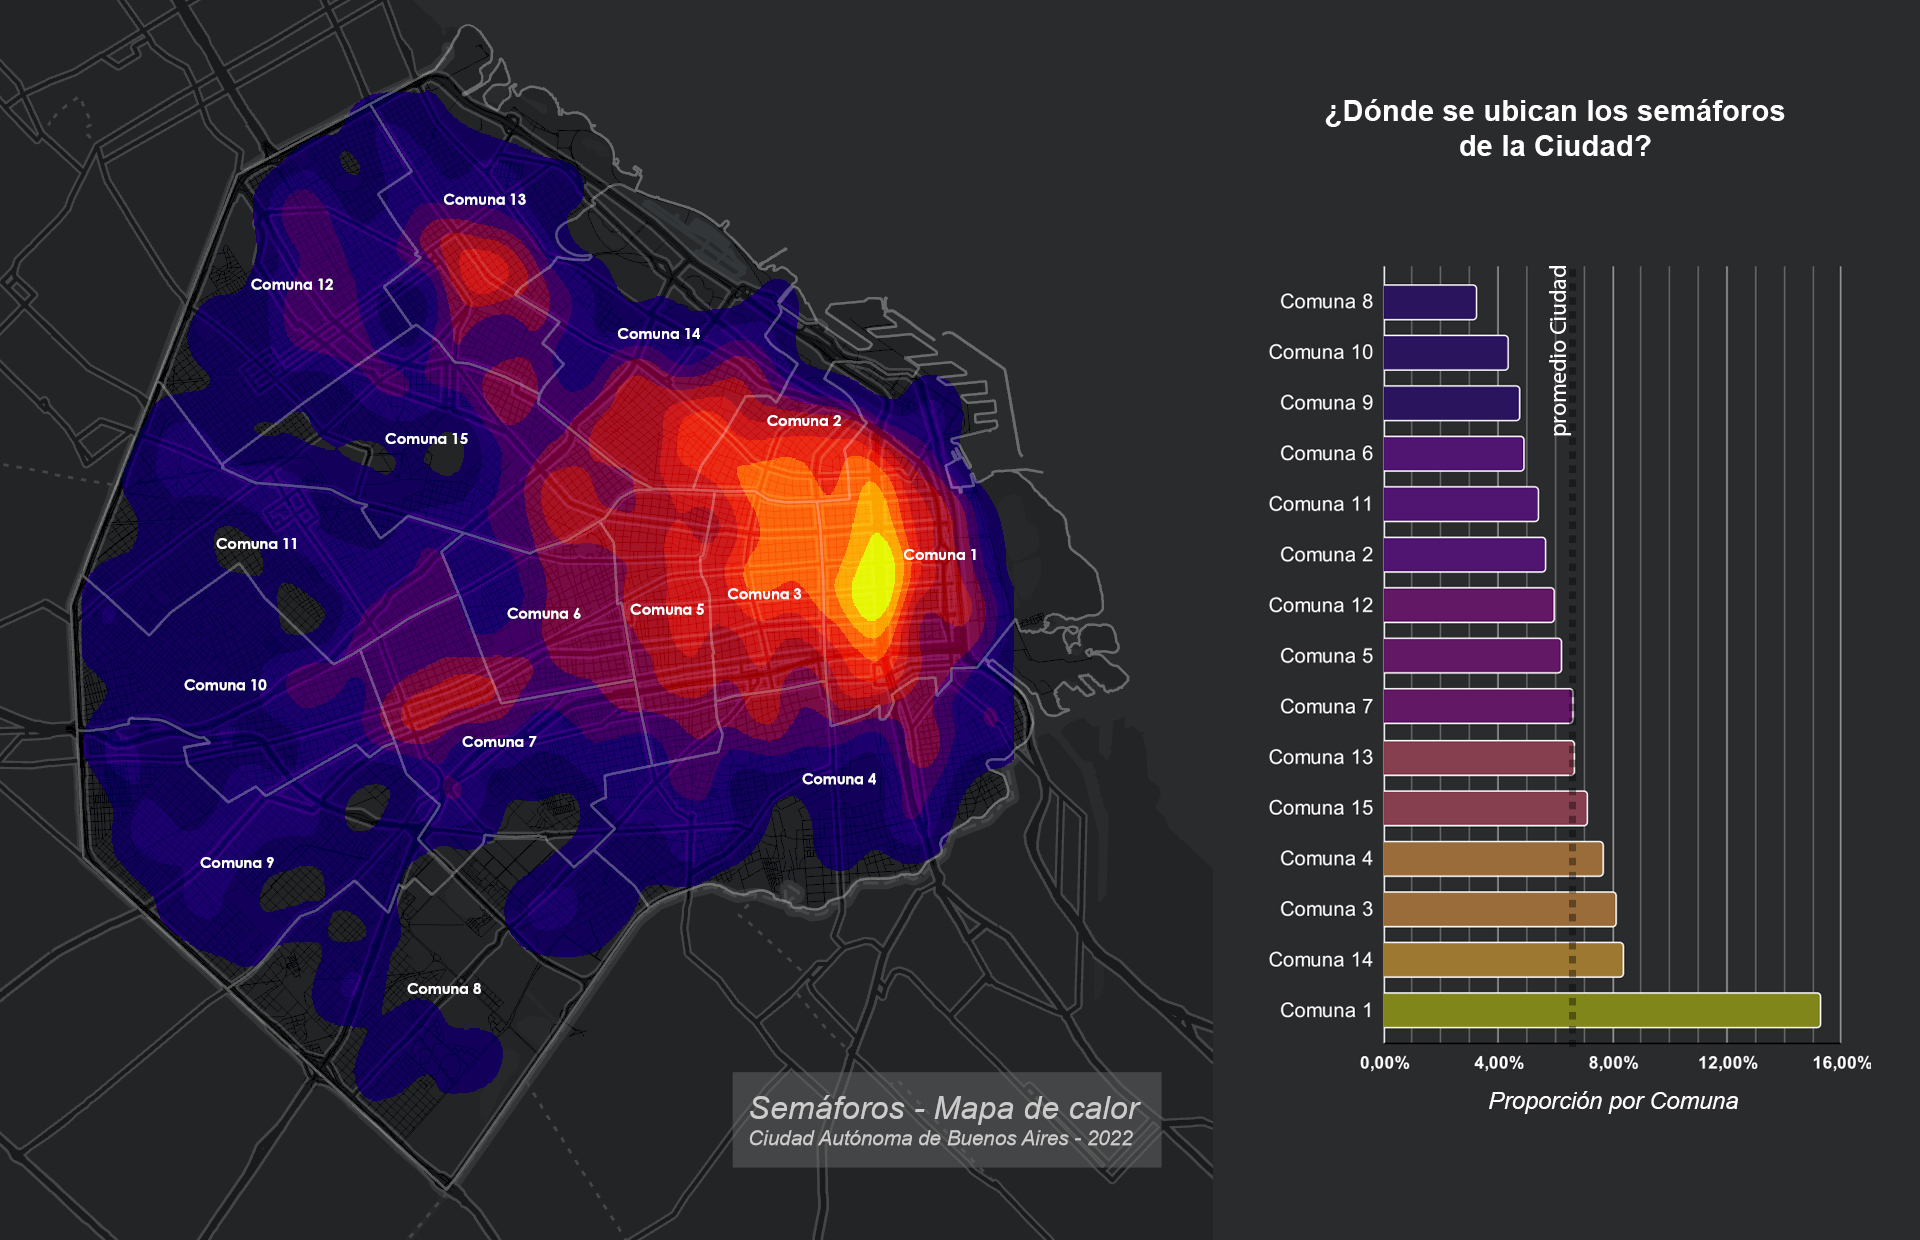 ¿Dónde se ubican los semáforos
de la Ciudad?
Comuna 13
Comuna 12
Comuna 14
Comuna 2
Comuna 15
Comuna 11
Comuna 1
Comuna 3
Comuna 5
Comuna 6
Comuna 10
Comuna 7
Comuna 4
Comuna 9
Comuna 8
Semáforos - Mapa de calor
Ciudad Autónoma de Buenos Aires - 2022
promedio Ciudad
Comuna 8
Comuna 10
Comuna 9
Comuna 6
Comuna 11
Comuna 2
Comuna 12
Comuna 5
Comuna 7
Comuna 13
Comuna 15
Comuna 4
Comuna 3
Comuna 14
Comuna 1
0,00% 4,00% 8,00% 12,00% 16,00%
Proporción por Comuna